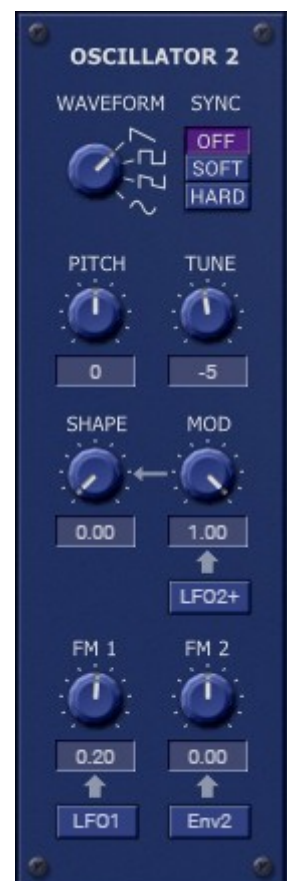 OSCILLATOR 2
WAVEFORM SYNC
OFF
SOFT
HARD
PITCH TUNE
0 -5
SHAPE MOD
0.00 1.00
LFO2+
FM 1 FM 2
0.20 0.00
LFO1 Env2